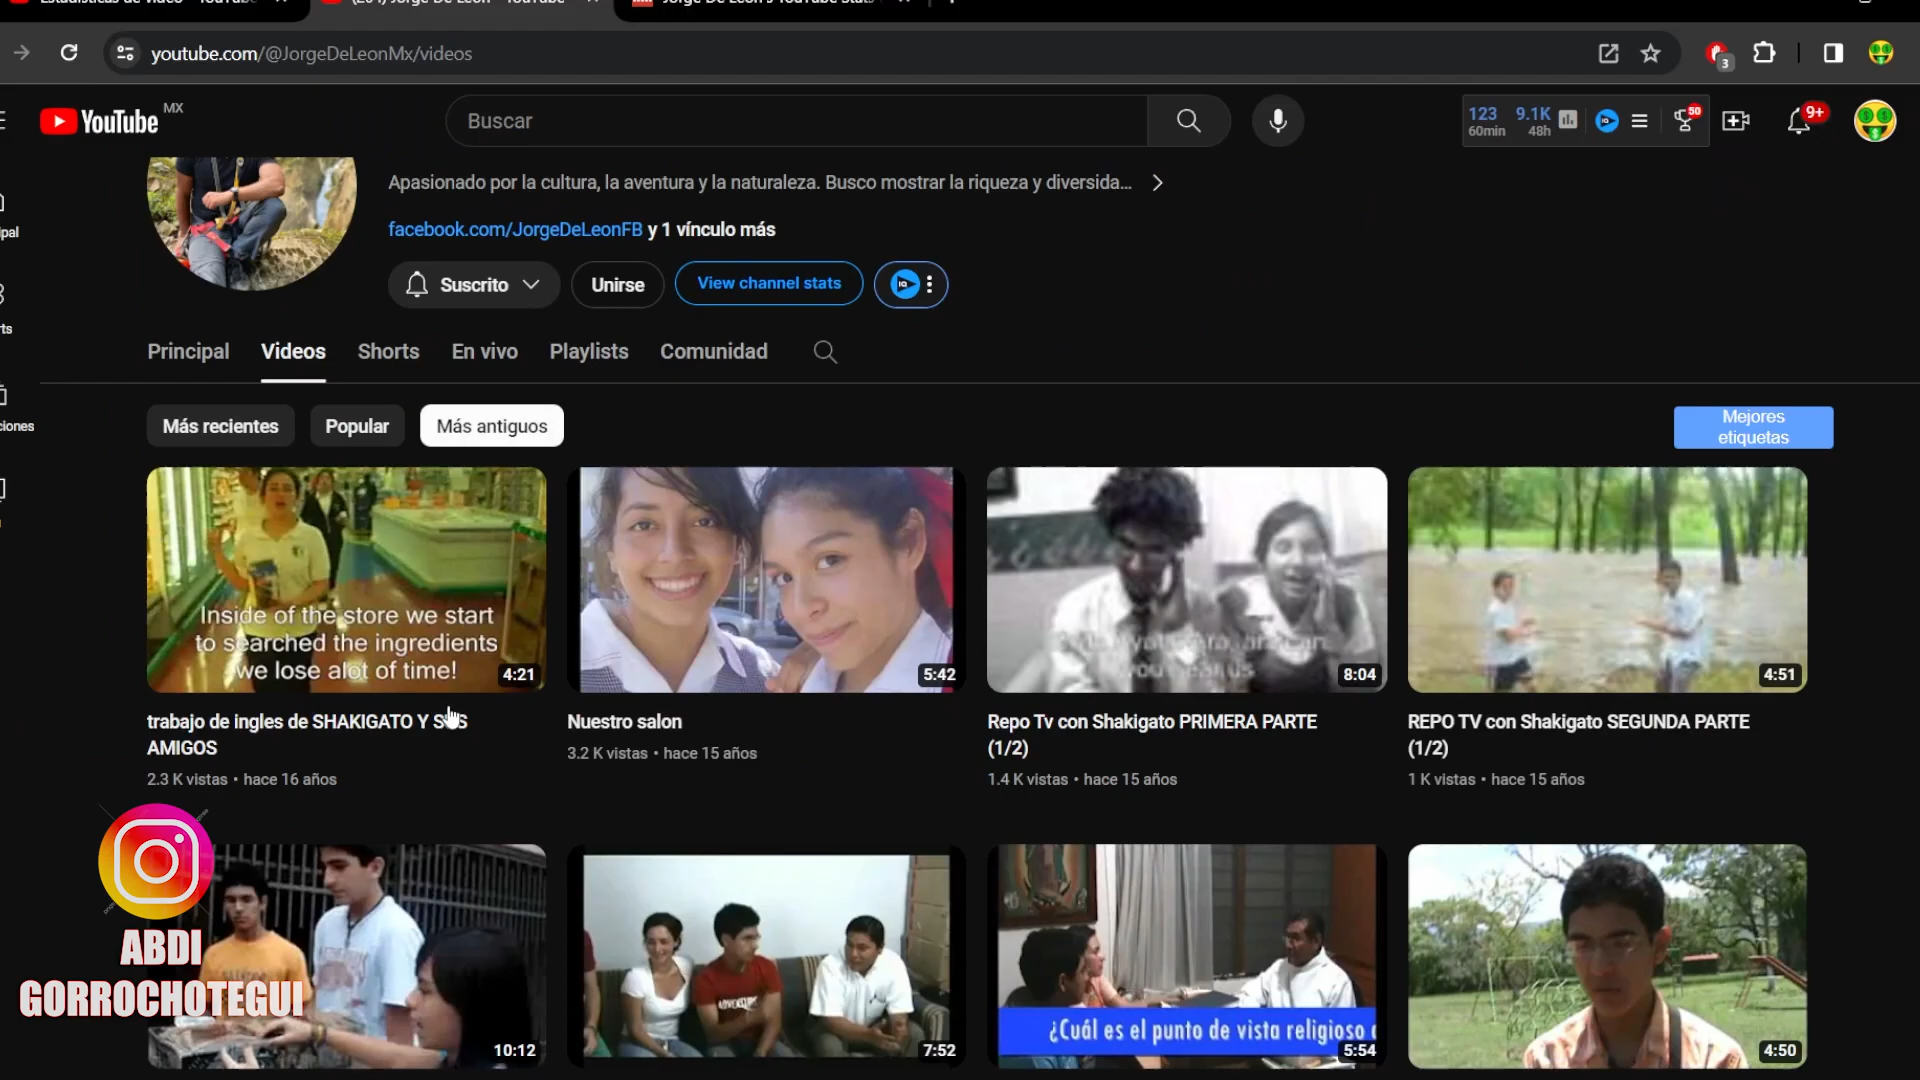 youtube.com/@JorgeDeLeonMx/videos
3
YouTube MX
Buscar
123 9.1K
60min 48h
50
9+
Apasionado por la cultura, la aventura y la naturaleza. Busco mostrar la riqueza y diversida...
facebook.com/JorgeDeLeonFB y 1 vínculo más
Suscrito
Unirse
View channel stats
Principal
Videos
Shorts
En vivo
Playlists
Comunidad
Más recientes
Popular
Más antiguos
Mejores
etiquetas
Inside of the store we start
to searched the ingredients
we lose alot of time!
4:21
5:42
8:04
4:51
trabajo de ingles de SHAKIGATO Y SUS
AMIGOS
2.3 K vistas • hace 16 años
Nuestro salon
3.2 K vistas • hace 15 años
Repo Tv con Shakigato PRIMERA PARTE
(1/2)
1.4 K vistas • hace 15 años
REPO TV con Shakigato SEGUNDA PARTE
(1/2)
1 K vistas • hace 15 años
ABDI
GORROCHOTEGUI
10:12
7:52
¿Cuál es el punto de vista religioso
5:54
4:50